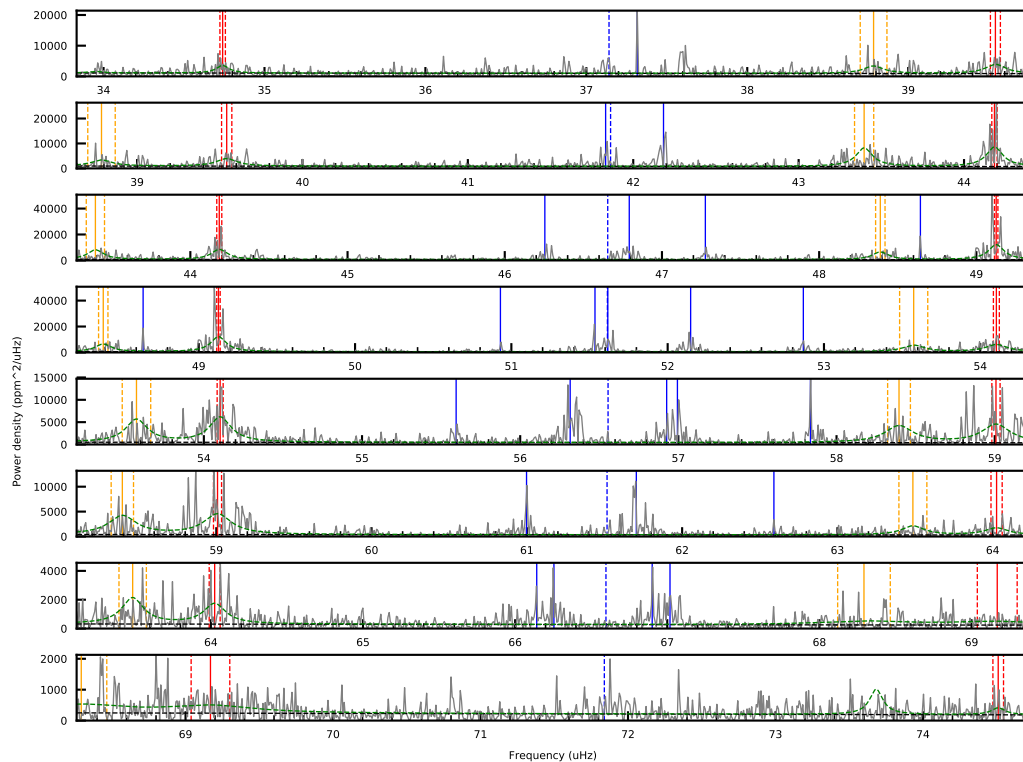 20000
10000
0
34 35 36 37 38 39
20000
10000
0
39 40 41 42 43 44
40000
20000
0
44 45 46 47 48 49
40000
20000
0
49 50 51 52 53 54
15000
10000
5000
0
54 55 56 57 58 59
10000
5000
0
59 60 61 62 63 64
4000
2000
0
64 65 66 67 68 69
2000
1000
0
69 70 71 72 73 74
Power density (ppm^2/uHz)
Frequency (uHz)